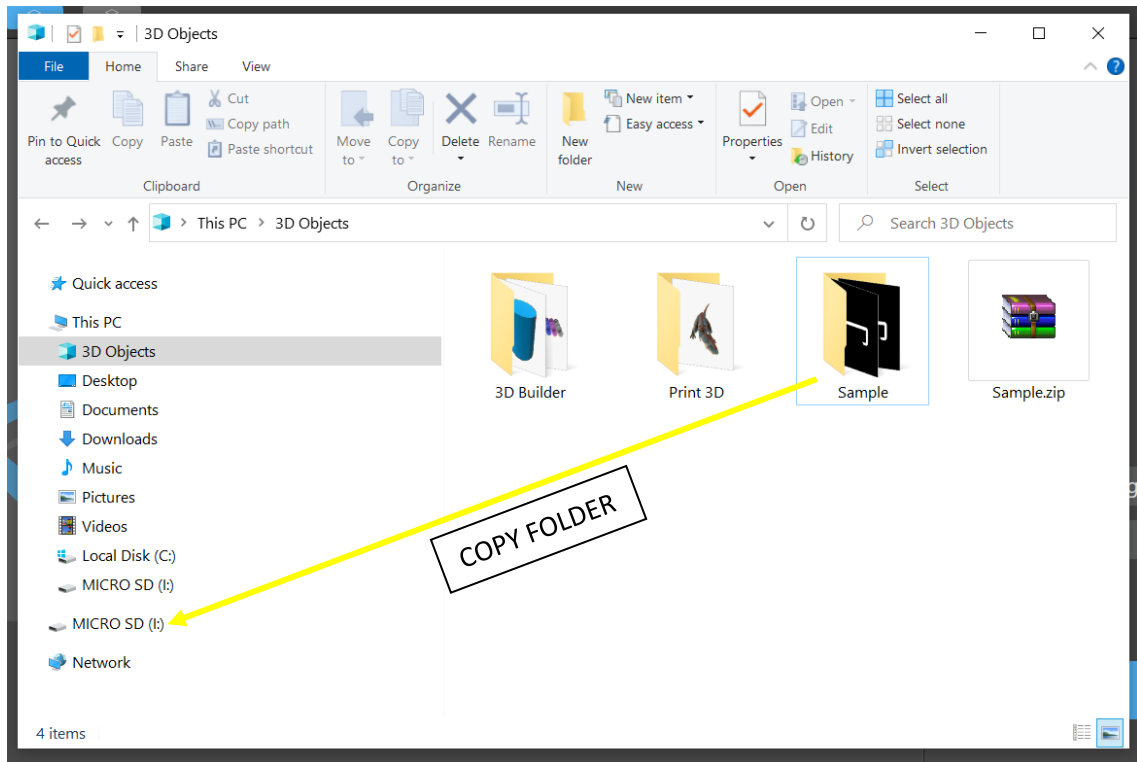 3D Objects
File Home Share View
Pin to Quick access
Copy
Paste
Cut
Copy path
Paste shortcut
Clipboard
Move to
Copy to
Delete
Rename
Organize
New folder
New item
Easy access
New
Properties
Open
Edit
History
Open
Select all
Select none
Invert selection
Select
This PC > 3D Objects
Search 3D Objects
Quick access
This PC
3D Objects
Desktop
Documents
Downloads
Music
Pictures
Videos
Local Disk (C:)
MICRO SD (I:)
MICRO SD (I:)
Network
3D Builder
Print 3D
Sample
Sample.zip
COPY FOLDER
4 items